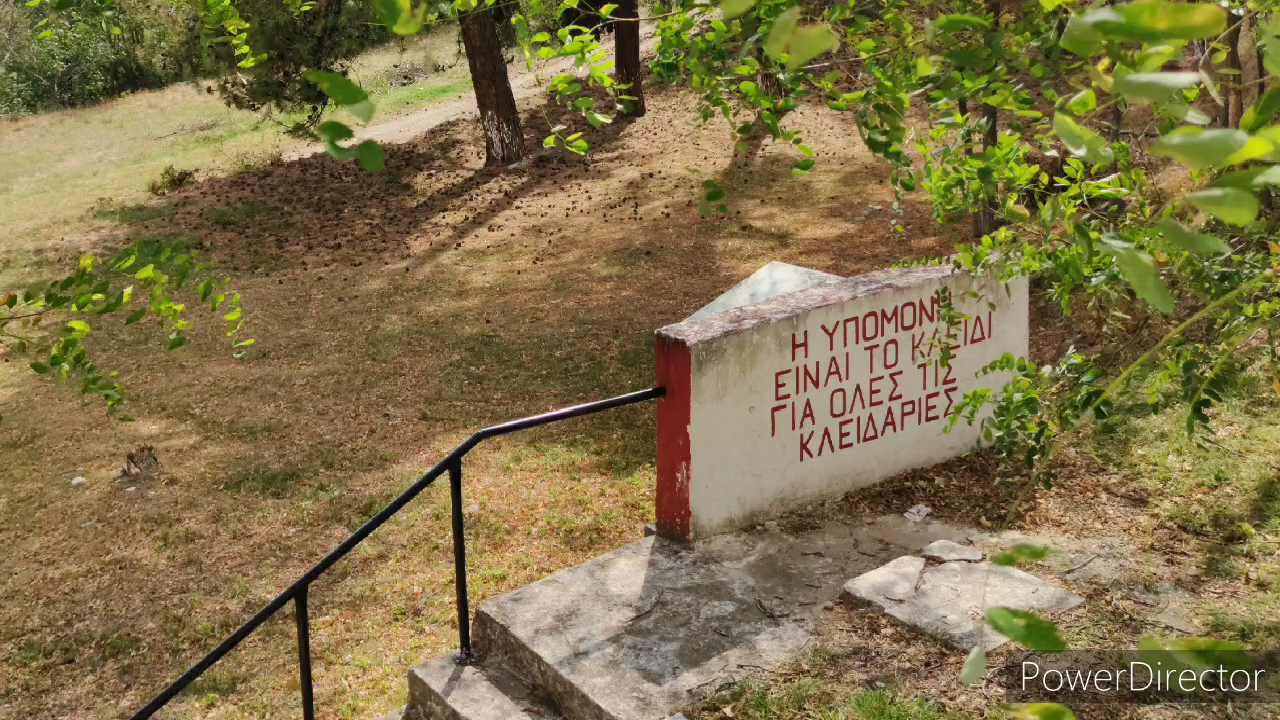 Η ΥΠΟΜΟΝΗ
ΕΙΝΑΙ ΤΟ ΚΛΕΙΔΙ
ΓΙΑ ΟΛΕΣ ΤΙΣ
ΚΛΕΙΔΑΡΙΕΣ
PowerDirector